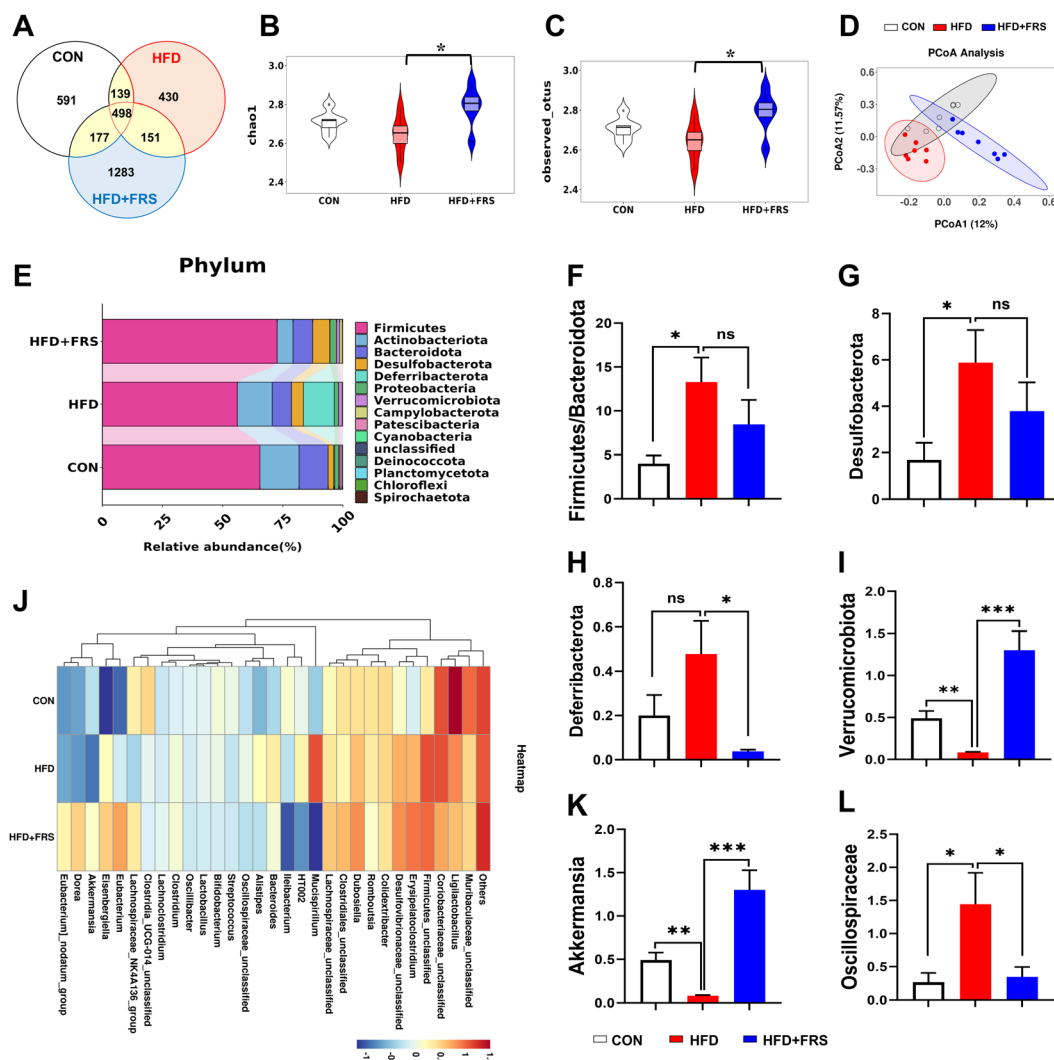 A
CON
HFD
591
139
430
498
177
151
1283
HFD+FRS
B
*
chao1
3.0
2.8
2.6
2.4
CON
HFD
HFD+FRS
C
*
observed_otus
3.0
2.8
2.6
2.4
CON
HFD
HFD+FRS
D
CON
HFD
HFD+FRS
PCoA Analysis
PCoA2 (11.57%)
0.6
0.3
0.0
-0.3
-0.2
0.0
0.2
0.4
0.6
PCoA1 (12%)
E
Phylum
HFD+FRS
HFD
CON
0
25
50
75
100
Relative abundance(%)
Firmicutes
Actinobacteriota
Bacteroidota
Desulfobacterota
Deferribacterota
Proteobacteria
Verrucomicrobiota
Campylobacterota
Patescibacteria
Cyanobacteria
unclassified
Deinococcota
Planctomycetota
Chloroflexi
Spirochaetota
F
Firmicutes/Bacteroidota
20
15
10
5
0
*
ns
G
Desulfobacterota
8
6
4
2
0
*
ns
H
Deferribacterota
0.8
0.6
0.4
0.2
0.0
ns
*
I
Verrucomicrobiota
2.0
1.5
1.0
0.5
0.0
**
***
J
CON
HFD
HFD+FRS
Heatmap
Eubacterium]_nodatum_group
Dorea
Akkermansia
Eisenbergiella
Eubacterium
Lachnospiraceae_NK4A136_group
Clostridia_UCG-014_unclassified
Lachnoclostridium
Clostridium
Oscillibacter
Lactobacillus
Bifidobacterium
Streptococcus
Oscillospiraceae_unclassified
Alistipes
Bacteroides
Ileibacterium
HT002
Mucispirillum
Lachnospiraceae_unclassified
Clostridiales_unclassified
Dubosiella
Romboutsia
Colidextribacter
Desulfovibrionaceae_unclassified
Erysipelatoclostridium
Firmicutes_unclassified
Coriobacteriaceae_unclassified
Ligilactobacillus
Muribaculaceae_unclassified
Others
-1
-0.
0.
0.
1.
K
Akkermansia
2.0
1.5
1.0
0.5
0.0
**
***
L
Oscillospiraceae
2.5
2.0
1.5
1.0
0.5
0.0
*
*
CON
HFD
HFD+FRS